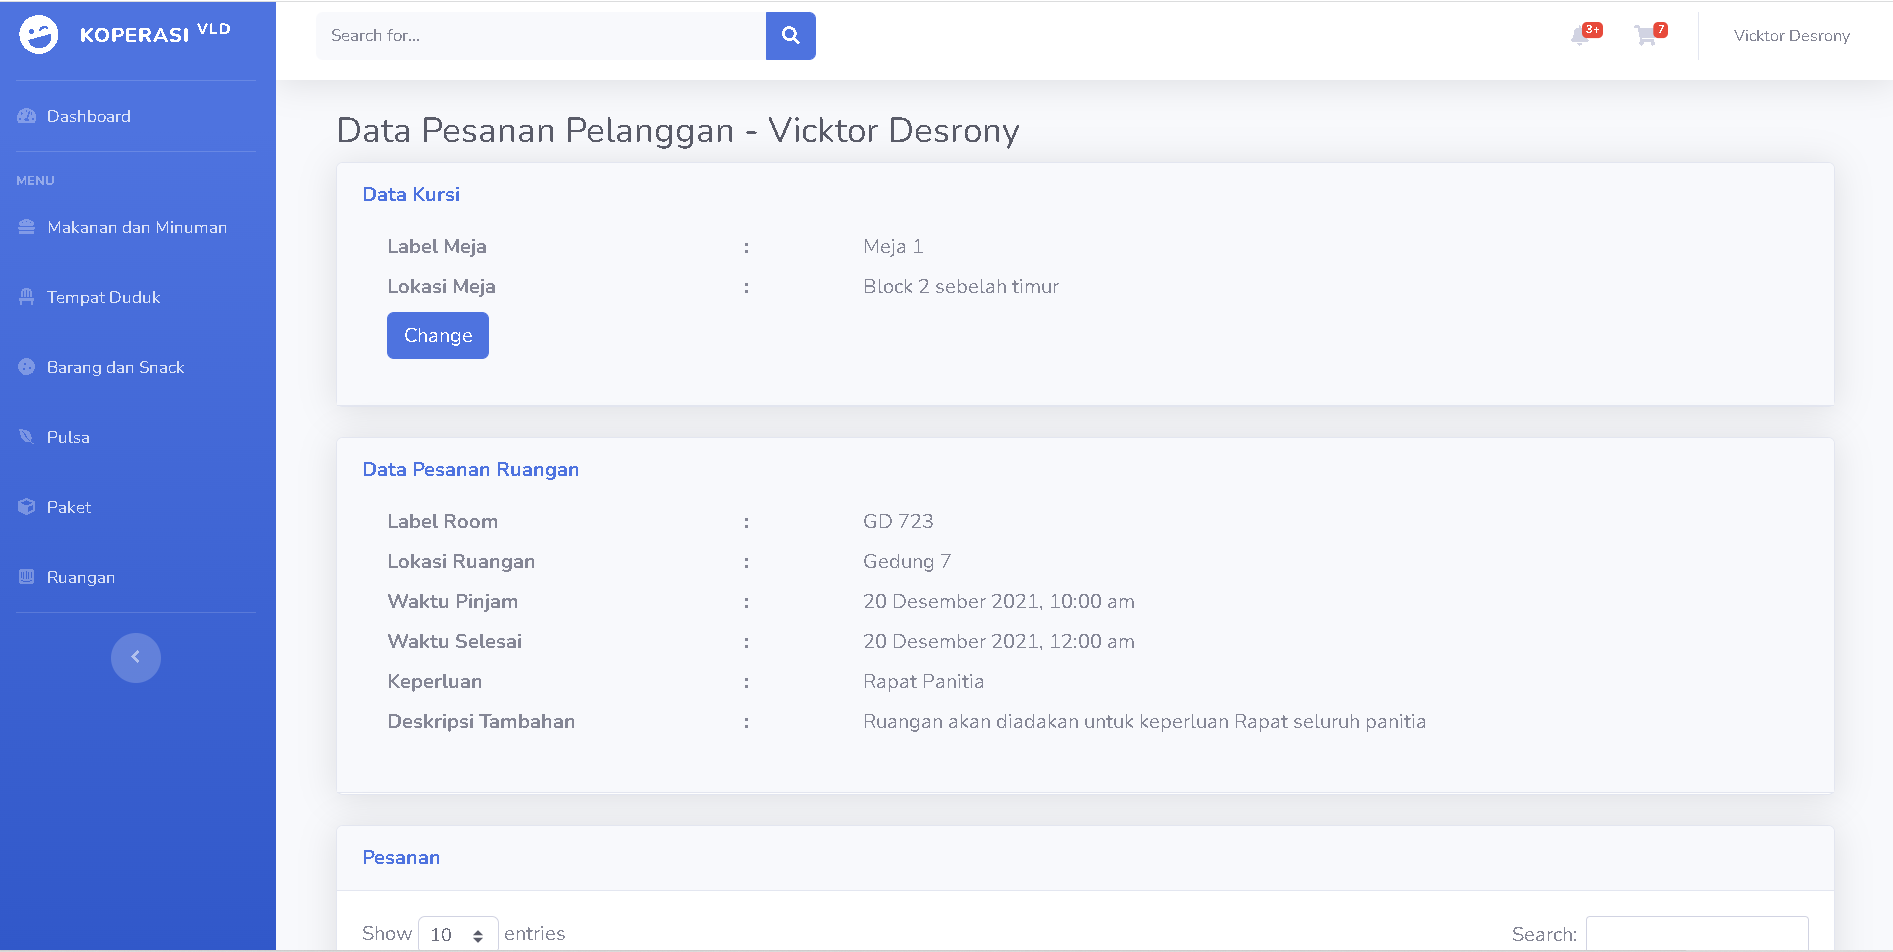 KOPERASI VLD
Search for...
3+
7
Vicktor Desrony
Dashboard
MENU
Makanan dan Minuman
Tempat Duduk
Barang dan Snack
Pulsa
Paket
Ruangan
Data Pesanan Pelanggan - Vicktor Desrony
Data Kursi
Label Meja : Meja 1
Lokasi Meja : Block 2 sebelah timur
Change
Data Pesanan Ruangan
Label Room : GD 723
Lokasi Ruangan : Gedung 7
Waktu Pinjam : 20 Desember 2021, 10:00 am
Waktu Selesai : 20 Desember 2021, 12:00 am
Keperluan : Rapat Panitia
Deskripsi Tambahan : Ruangan akan diadakan untuk keperluan Rapat seluruh panitia
Pesanan
Show 10 entries
Search: